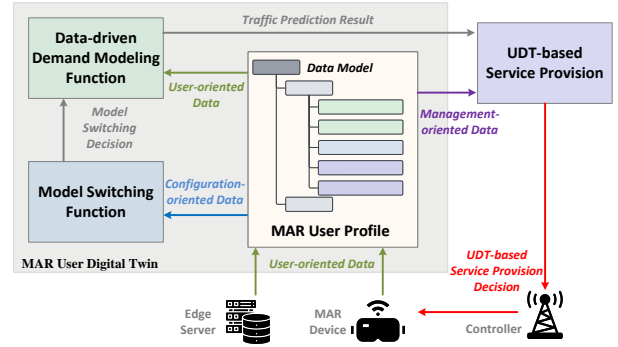 Traffic Prediction Result
Data-driven
Demand Modeling
Function
User-oriented
Data
Data Model
UDT-based
Service Provision
Management-
oriented Data
Model
Switching
Decision
Model Switching
Function
Configuration-
oriented Data
MAR User Profile
MAR User Digital Twin
User-oriented Data
UDT-based
Service Provision
Decision
Edge
Server
MAR
Device
Controller